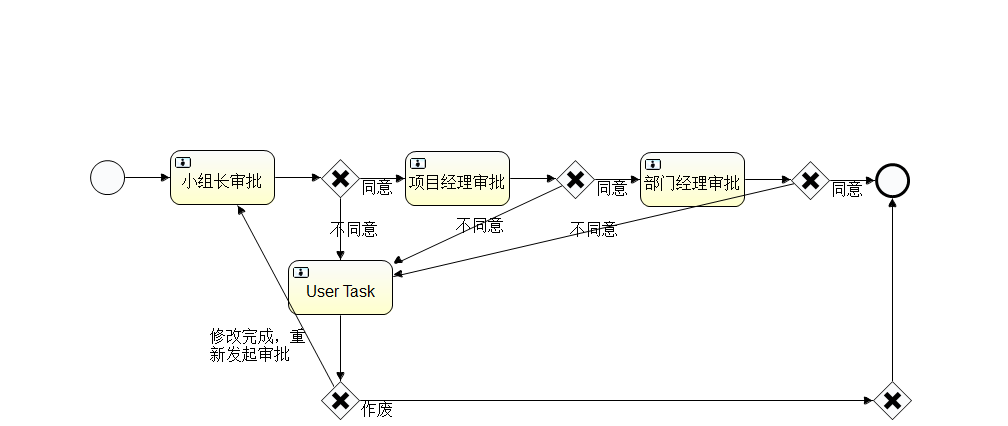 小组长审批
同意
项目经理审批
同意
部门经理审批
同意
不同意
不同意
不同意
User Task
修改完成，重
新发起审批
作废